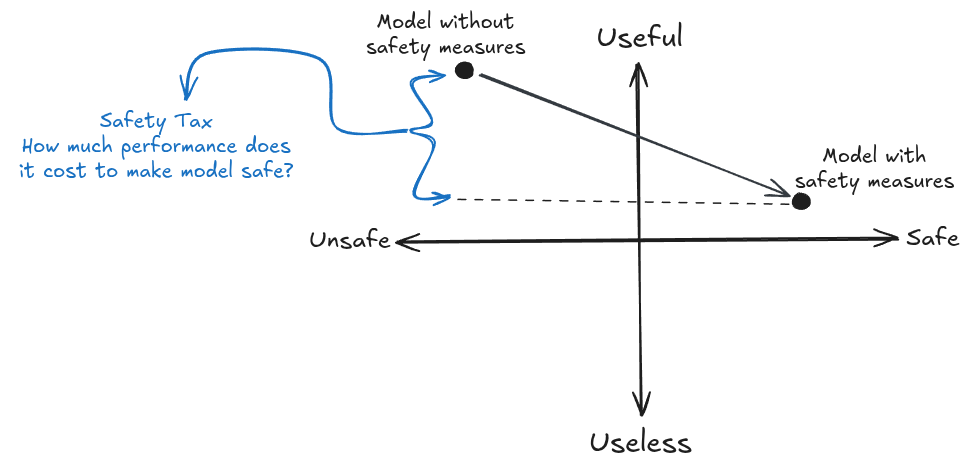 Model without
safety measures
Useful
Safety Tax
How much performance does
it cost to make model safe?
Model with
safety measures
Unsafe
Safe
Useless